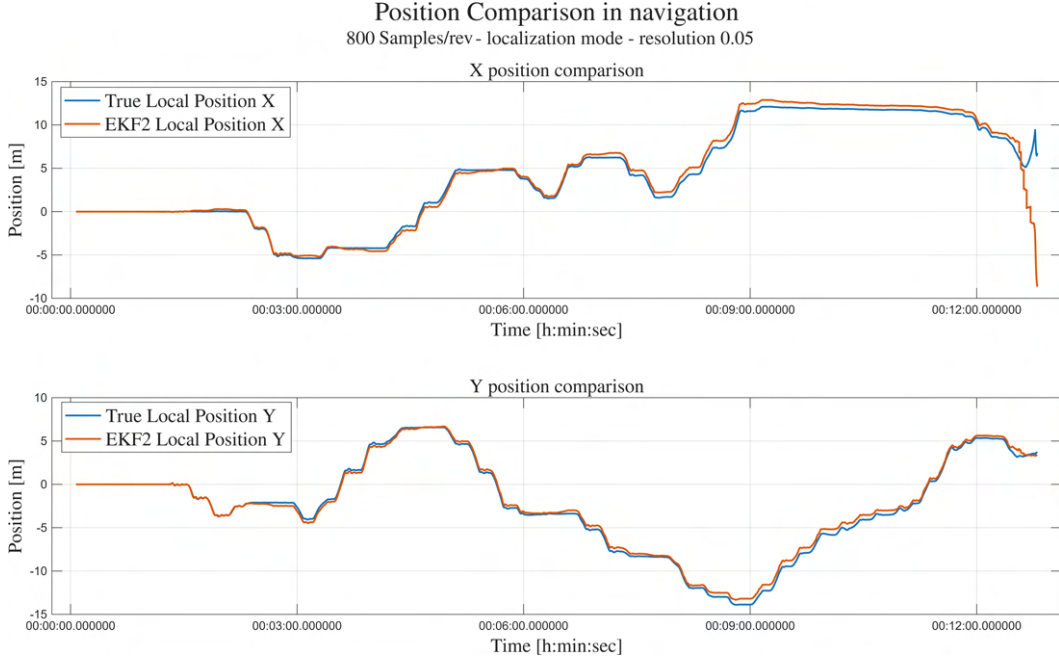 Position Comparison in navigation
800 Samples/rev - localization mode - resolution 0.05
X position comparison
True Local Position X
EKF2 Local Position X
Position [m]
15
10
5
0
-5
-10
00:00:00.000000 00:03:00.000000 00:06:00.000000 00:09:00.000000 00:12:00.000000
Time [h:min:sec]
Y position comparison
True Local Position Y
EKF2 Local Position Y
Position [m]
10
5
0
-5
-10
-15
00:00:00.000000 00:03:00.000000 00:06:00.000000 00:09:00.000000 00:12:00.000000
Time [h:min:sec]